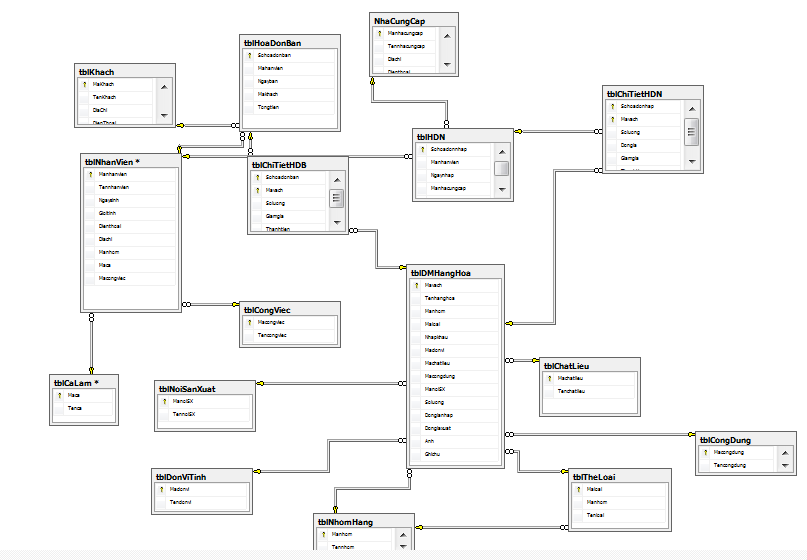 NhaCungCap
Manhacungcap
Tennhacungcap
Diachi
Dienthoai
tblHoaDonBan
Sohoadonban
Manhanvien
Ngayban
Makhach
Tongtien
tblKhach
MaKhach
TenKhach
DiaChi
DienThoai
tblChiTietHDN
Sohoadonnhap
Mavach
Soluong
Dongia
Giamgia
tblHDN
Sohoadonnhap
Manhanvien
Ngaynhap
Manhacungcap
tblNhanVien *
Manhanvien
Tennhanvien
Ngaysinh
Gioitinh
Dienthoai
Diachi
Manhom
Maca
Macongviec
tblChiTietHDB
Sohoadonban
Mavach
Soluong
Giamgia
Thanhtien
tblDMHangHoa
Mavach
Tenhanghoa
Manhom
Maloai
Nhapkhau
Madonvi
Machatlieu
Macongdung
ManoiSX
Soluong
Dongianhap
Dongiaxuat
Anh
Ghichu
tblCongViec
Macongviec
Tencongviec
tblChatLieu
Machatlieu
Tenchatlieu
tblCaLam *
Maca
Tenca
tblNoiSanXuat
ManoiSX
TennoiSX
tblCongDung
Macongdung
Tencongdung
tblDonViTinh
Madonvi
Tendonvi
tblTheLoai
Maloai
Manhom
Tenloai
tblNhomHang
Manhom
Tennhom